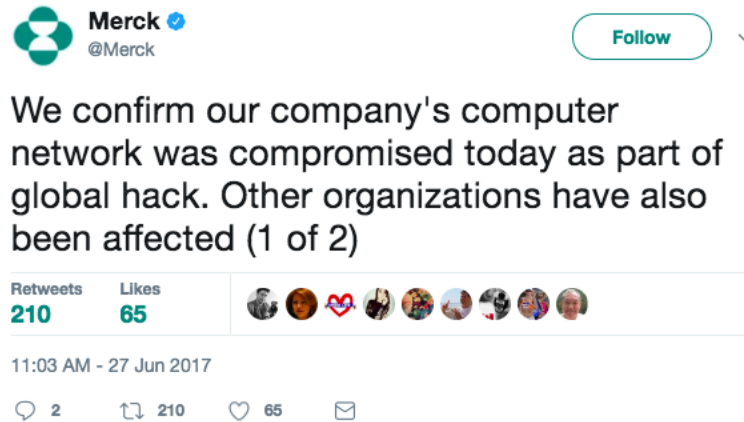 Merck
@Merck
Follow
We confirm our company's computer
network was compromised today as part of
global hack. Other organizations have also
been affected (1 of 2)
Retweets Likes
210 65
11:03 AM - 27 Jun 2017
2 210 65